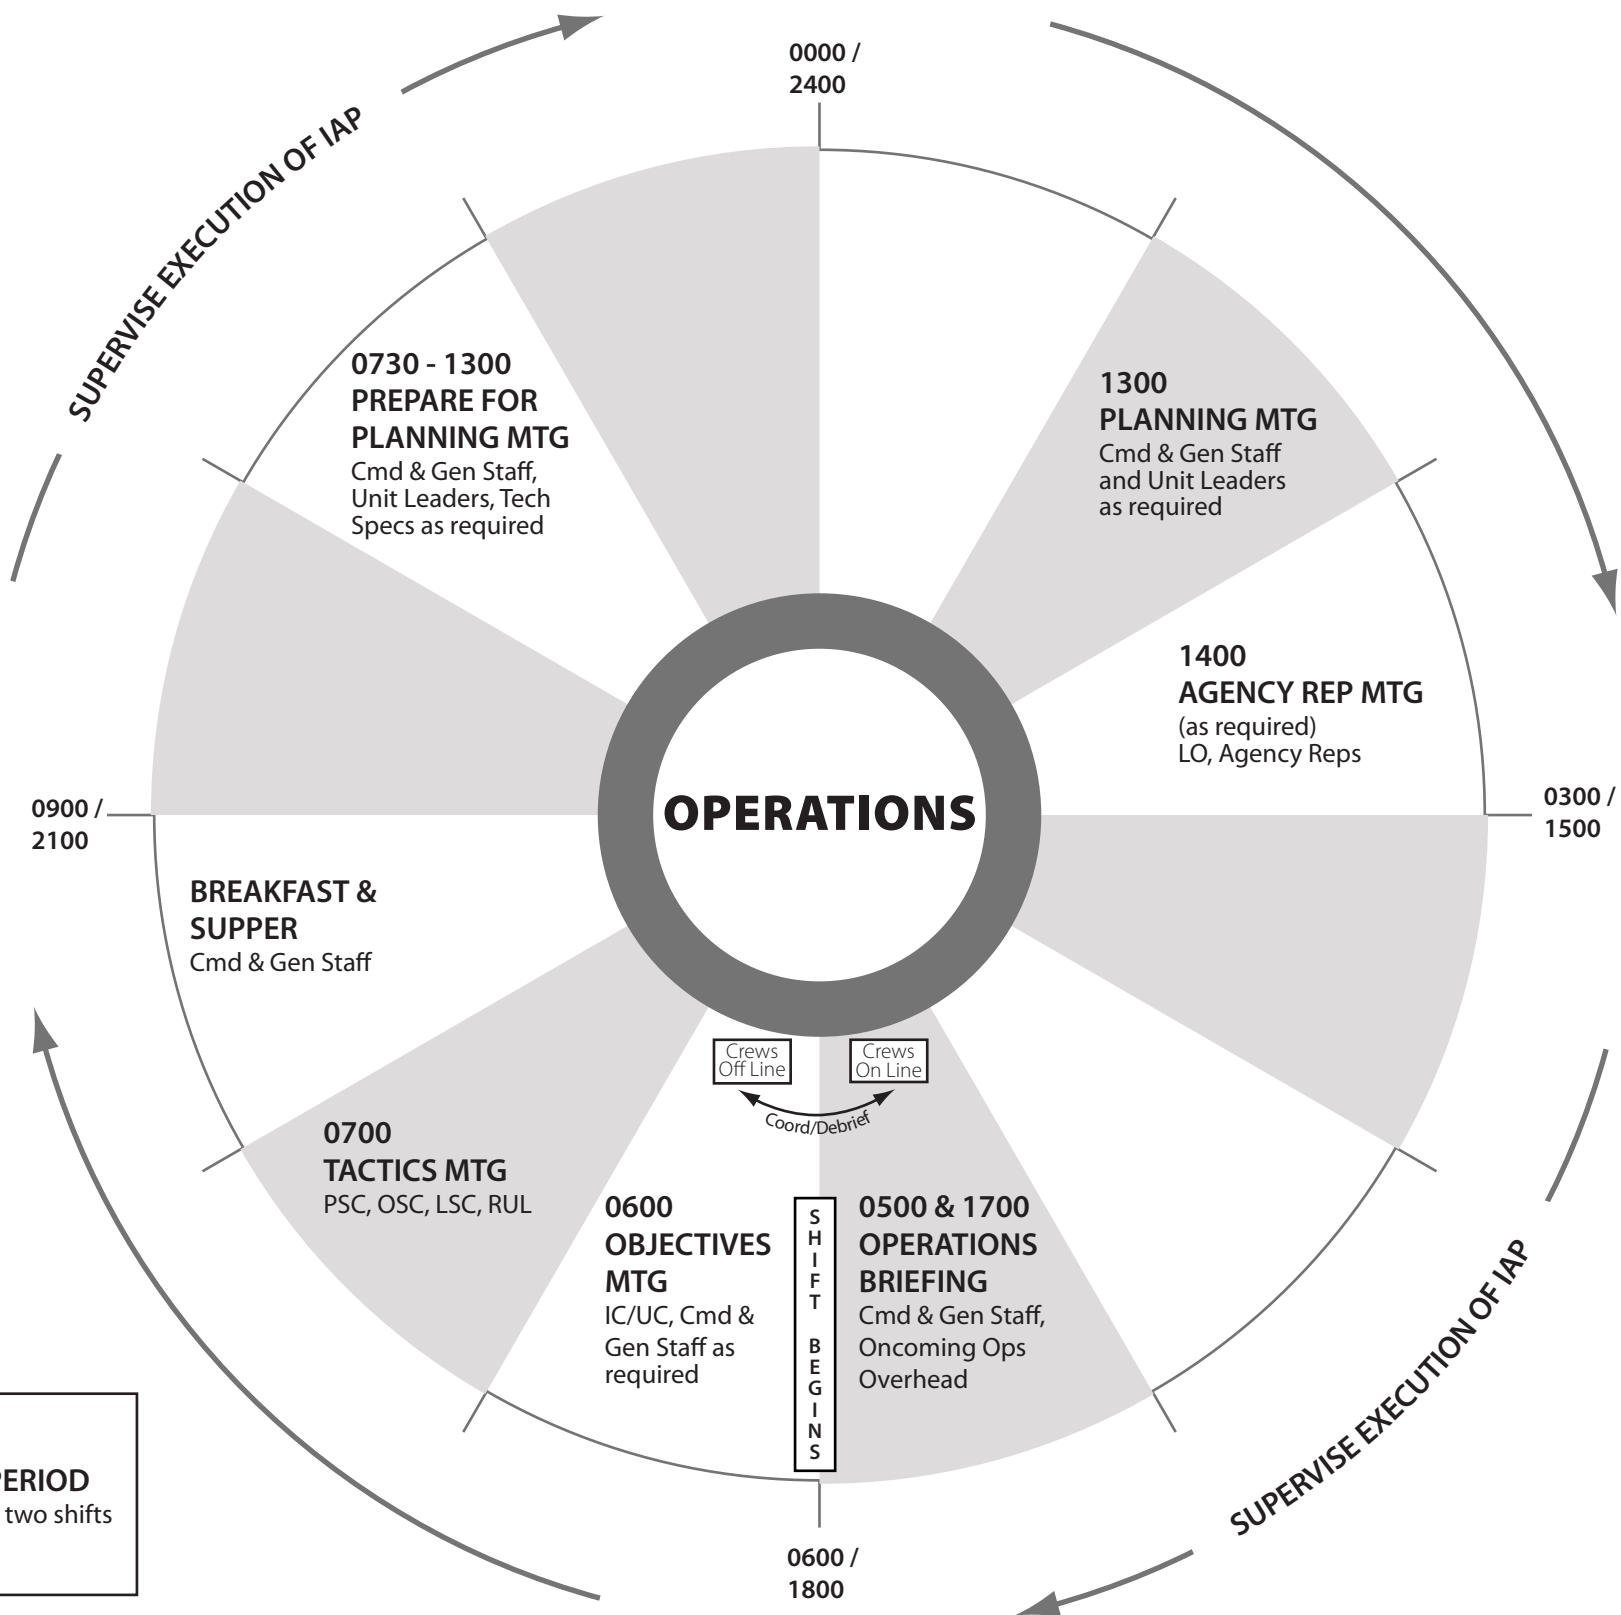 0000 /
2400
SUPERVISE EXECUTION OF IAP
0730 - 1300
PREPARE FOR
PLANNING MTG
Cmd & Gen Staff,
Unit Leaders, Tech
Specs as required
1300
PLANNING MTG
Cmd & Gen Staff
and Unit Leaders
as required
1400
AGENCY REP MTG
(as required)
LO, Agency Reps
OPERATIONS
0900 /
2100
0300 /
1500
BREAKFAST &
SUPPER
Cmd & Gen Staff
Crews
Off Line
Crews
On Line
Coord/Debrief
0700
TACTICS MTG
PSC, OSC, LSC, RUL
0600
OBJECTIVES
MTG
IC/UC, Cmd &
Gen Staff as
required
SHIFT BEGINS
0500 & 1700
OPERATIONS
BRIEFING
Cmd & Gen Staff,
Oncoming Ops
Overhead
SUPERVISE EXECUTION OF IAP
two shifts
0600 /
1800